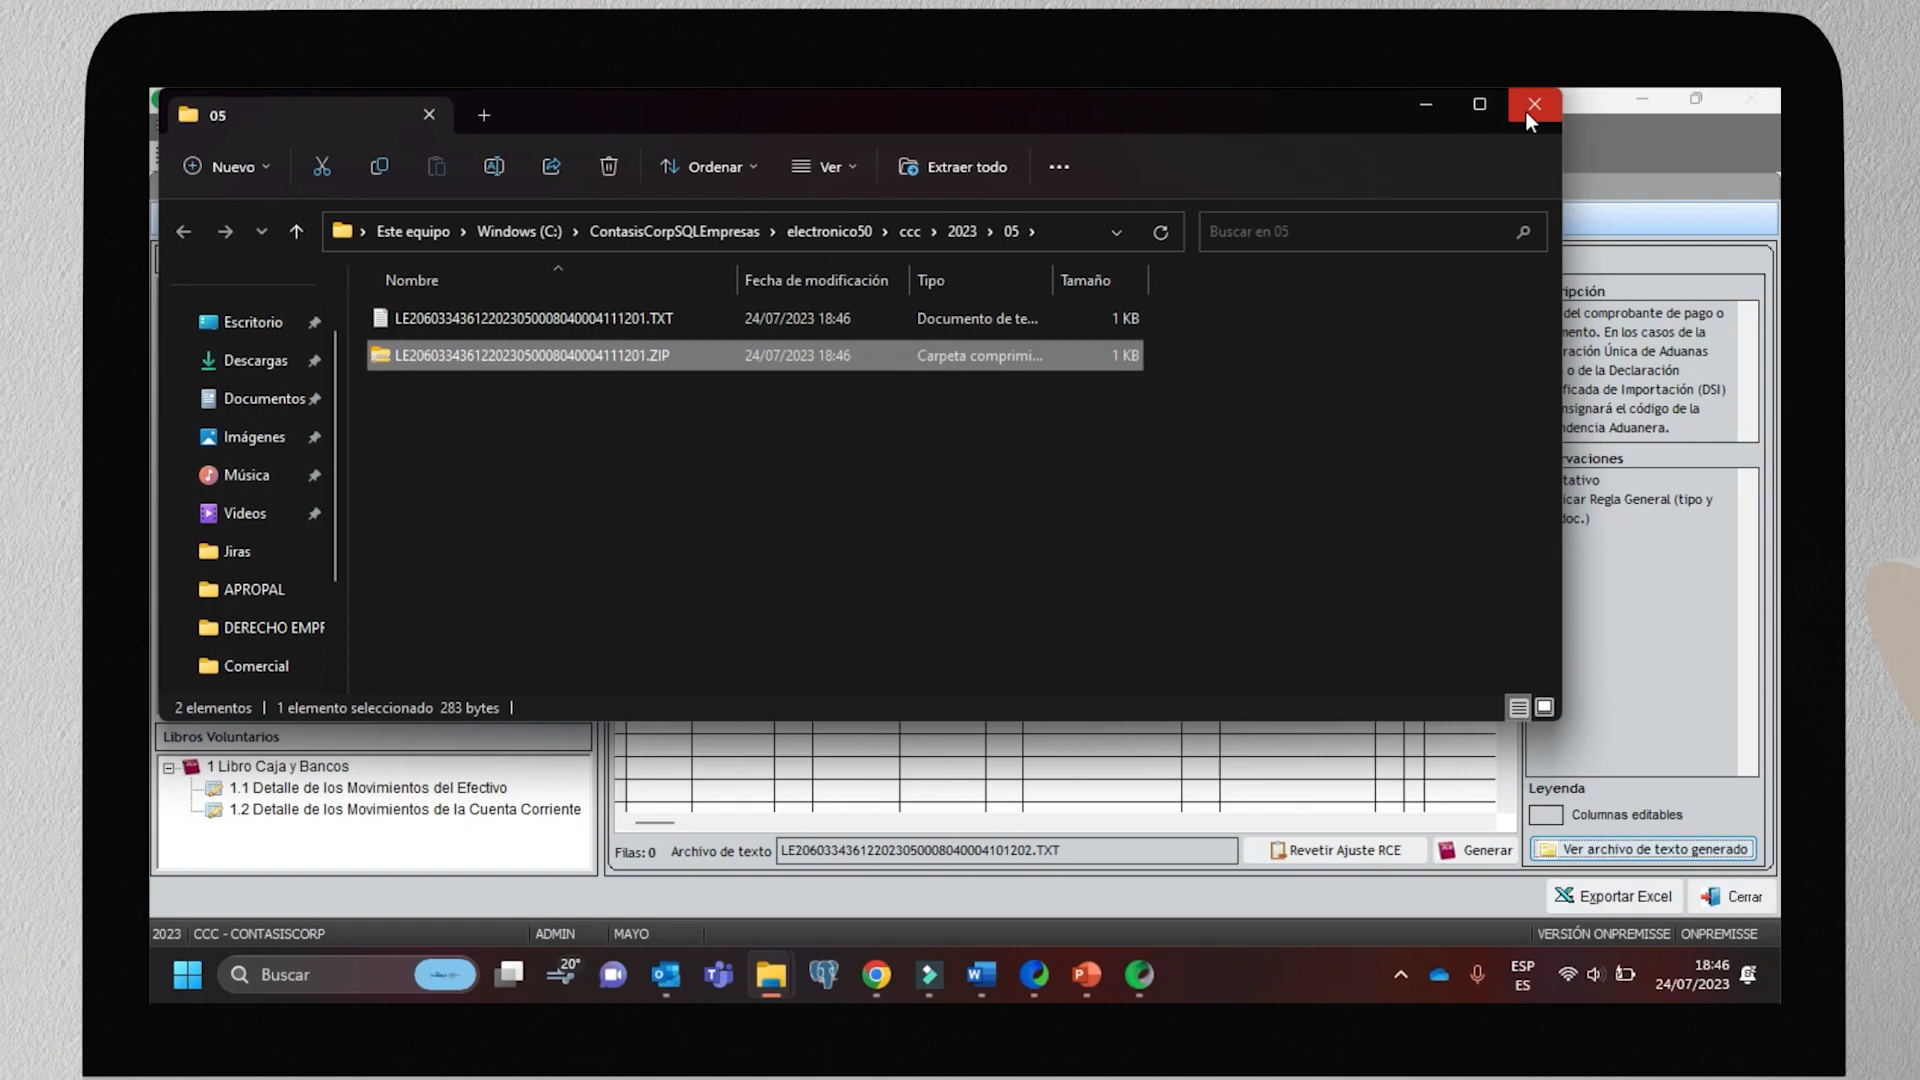 05
Nuevo
Ordenar
Ver
Extraer todo
Este equipo > Windows (C:) > ContasisCorpSQLEmpresas > electronico50 > ccc > 2023 > 05 >
Buscar en 05
Nombre
Fecha de modificación
Tipo
Tamaño
LE206033436122023050008040004111201.TXT
24/07/2023 18:46
Documento de te...
1 KB
LE206033436122023050008040004111201.ZIP
24/07/2023 18:46
Carpeta comprimi...
1 KB
Escritorio
Descargas
Documentos
Imágenes
Música
Videos
Jiras
APROPAL
DERECHO EMPR
Comercial
2 elementos | 1 elemento seleccionado 283 bytes |
ripción
del comprobante de pago o
mento. En los casos de la
ración Única de Aduanas
o de la Declaración
ficada de Importación (DSI)
nsignará el código de la
ndencia Aduanera.
rvaciones
tativo
icar Regla General (tipo y
doc.)
Libros Voluntarios
1 Libro Caja y Bancos
1.1 Detalle de los Movimientos del Efectivo
1.2 Detalle de los Movimientos de la Cuenta Corriente
Filas: 0
Archivo de texto
LE206033436122023050008040004101202.TXT
Revetir Ajuste RCE
Generar
Leyenda
Columnas editables
Ver archivo de texto generado
Exportar Excel
Cerrar
2023
CCC - CONTASISCORP
ADMIN
MAYO
VERSIÓN ONPREMISSE
ONPREMISSE
Buscar
20°
ESP
ES
18:46
24/07/2023